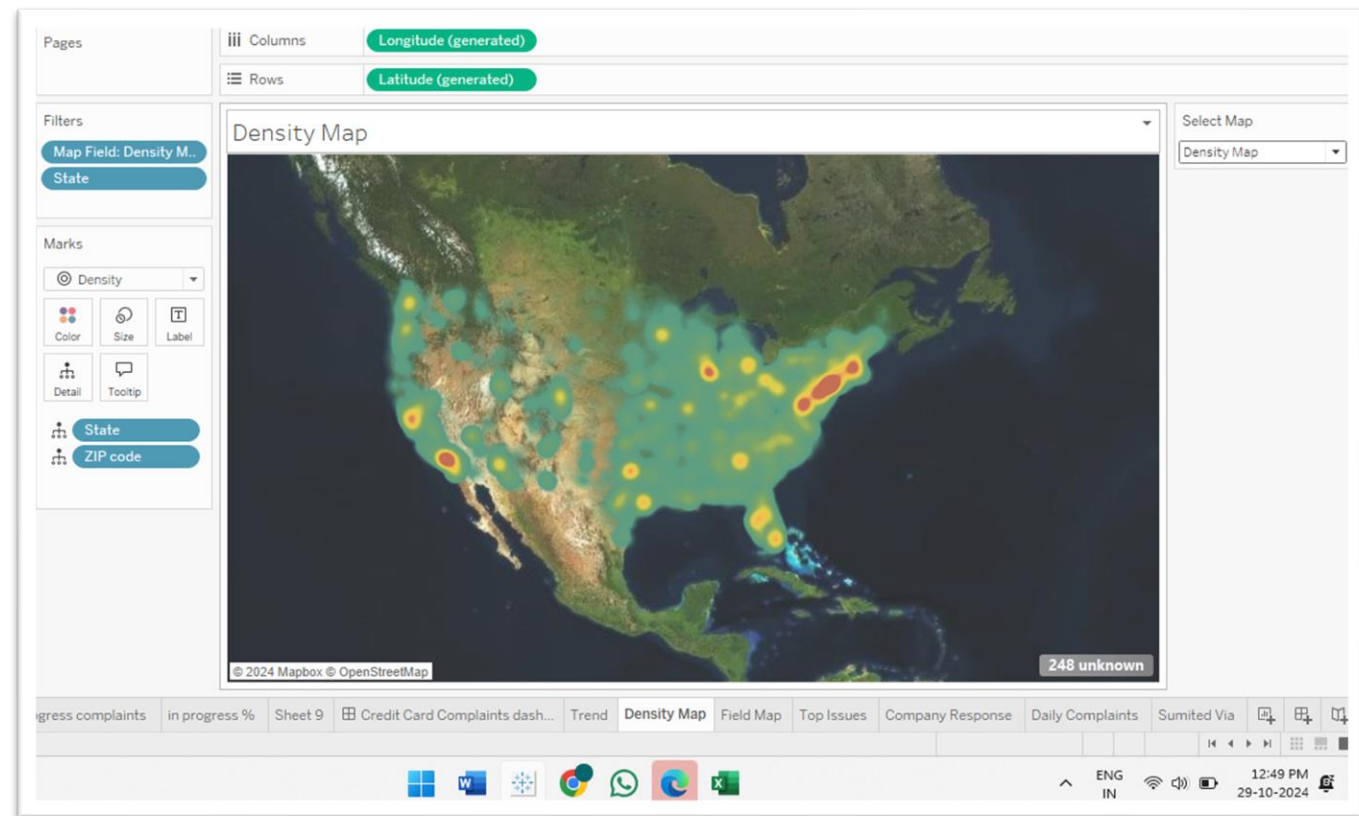 Pages
Columns
Longitude (generated)
Rows
Latitude (generated)
Filters
Map Field: Density M..
State
Marks
Density
Color
Size
Label
Detail
Tooltip
State
ZIP code
Density Map
© 2024 Mapbox © OpenStreetMap
248 unknown
Select Map
Density Map
ogress complaints
in progress %
Sheet 9
Credit Card Complaints dash...
Trend
Density Map
Field Map
Top Issues
Company Response
Daily Complaints
Sumited Via
ENG
IN
12:49 PM
29-10-2024